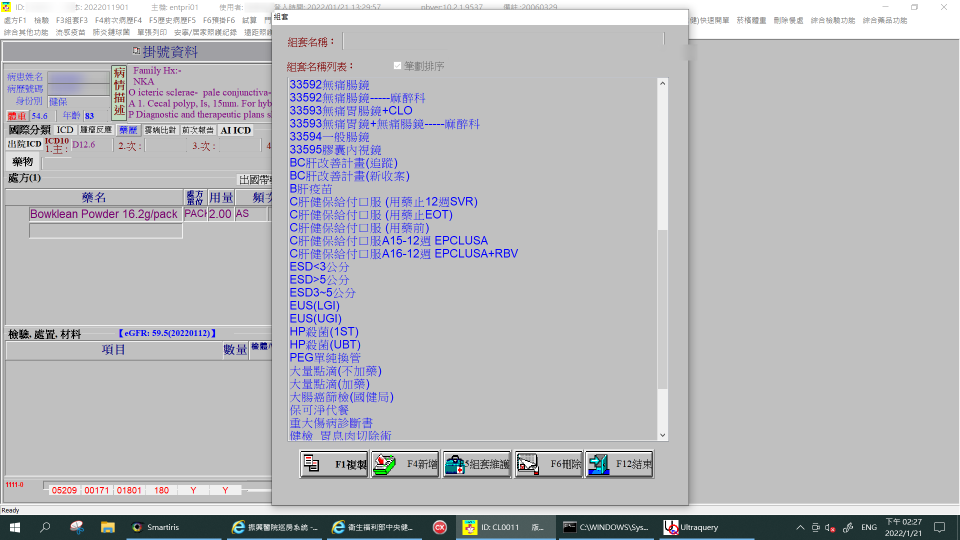 ID:
使用者:
S: 2022011901
主機: entpri01
登入時間: 2022/01/21 13:29:57
pbver:10.2.1.9537
備註 :20060329
處方F1 檢驗 F3組套F3 F4前次病歷F4 F5歷史病歷F5 F6預掛F6 試算
快速開單 菸檳體重 刪除餐處 綜合檢驗功能 綜合藥品功能
綜合其他功能 流感疫苗 肺炎鏈球菌 單張列印 安寧/居家照護紀錄
組套
組套名稱：
組套名稱列表：
筆劃排序
33592無痛腸鏡
33592無痛腸鏡-----麻醉科
33593無痛胃腸鏡+CLO
33593無痛胃鏡+無痛腸鏡-----麻醉科
33594一般腸鏡
33595膠囊內視鏡
BC肝改善計畫(追蹤)
BC肝改善計畫(新收案)
B肝疫苗
C肝健保給付口服 (用藥止12週SVR)
C肝健保給付口服 (用藥止EOT)
C肝健保給付口服 (用藥前)
C肝健保給付口服A15-12週 EPCLUSA
C肝健保給付口服A16-12週 EPCLUSA+RBV
ESD<3公分
ESD>5公分
ESD3~5公分
EUS(LGI)
EUS(UGI)
HP殺菌(1ST)
HP殺菌(UBT)
PEG單純換管
大量點滴(不加藥)
大量點滴(加藥)
大腸癌篩檢(國健局)
保可淨代餐
重大傷病診斷書
健檢_胃息肉切除術
F1複製
F4新增
F5組套維護
F6刪除
F12結束
掛號資料
病患姓名
病歷號碼
身份別 健保
體重 54.6 年齡 83
病情描述
Family Hx:-
NKA
O icteric sclerae- pale conjunctiva-
A 1. Cecal polyp, Is, 15mm. For hyb
P Diagnostic and therapeutic plans s
國際分類 ICD 腫瘤反應 藥歷 雲端比對 前次報告 AI ICD
出院ICD ICD10 1.主： D12.6 2.次： 3.次： 4
藥物
處方(1)
出國帶
藥名 處方單位 用量 頻次
Bowklean Powder 16.2g/pack PACK 2.00 AS
檢驗, 處置, 材料 【eGFR: 59.5(20220112)】
項目 數量 檢體/
1111-0
05209 00171 01801 180 Y Y
Ready
Smartiris
振興醫院巡房系統 -...
衛生福利部中央健...
ID: CL0011 版...
C:\WINDOWS\Sys...
Ultraquery
ENG
下午 02:27
2022/1/21